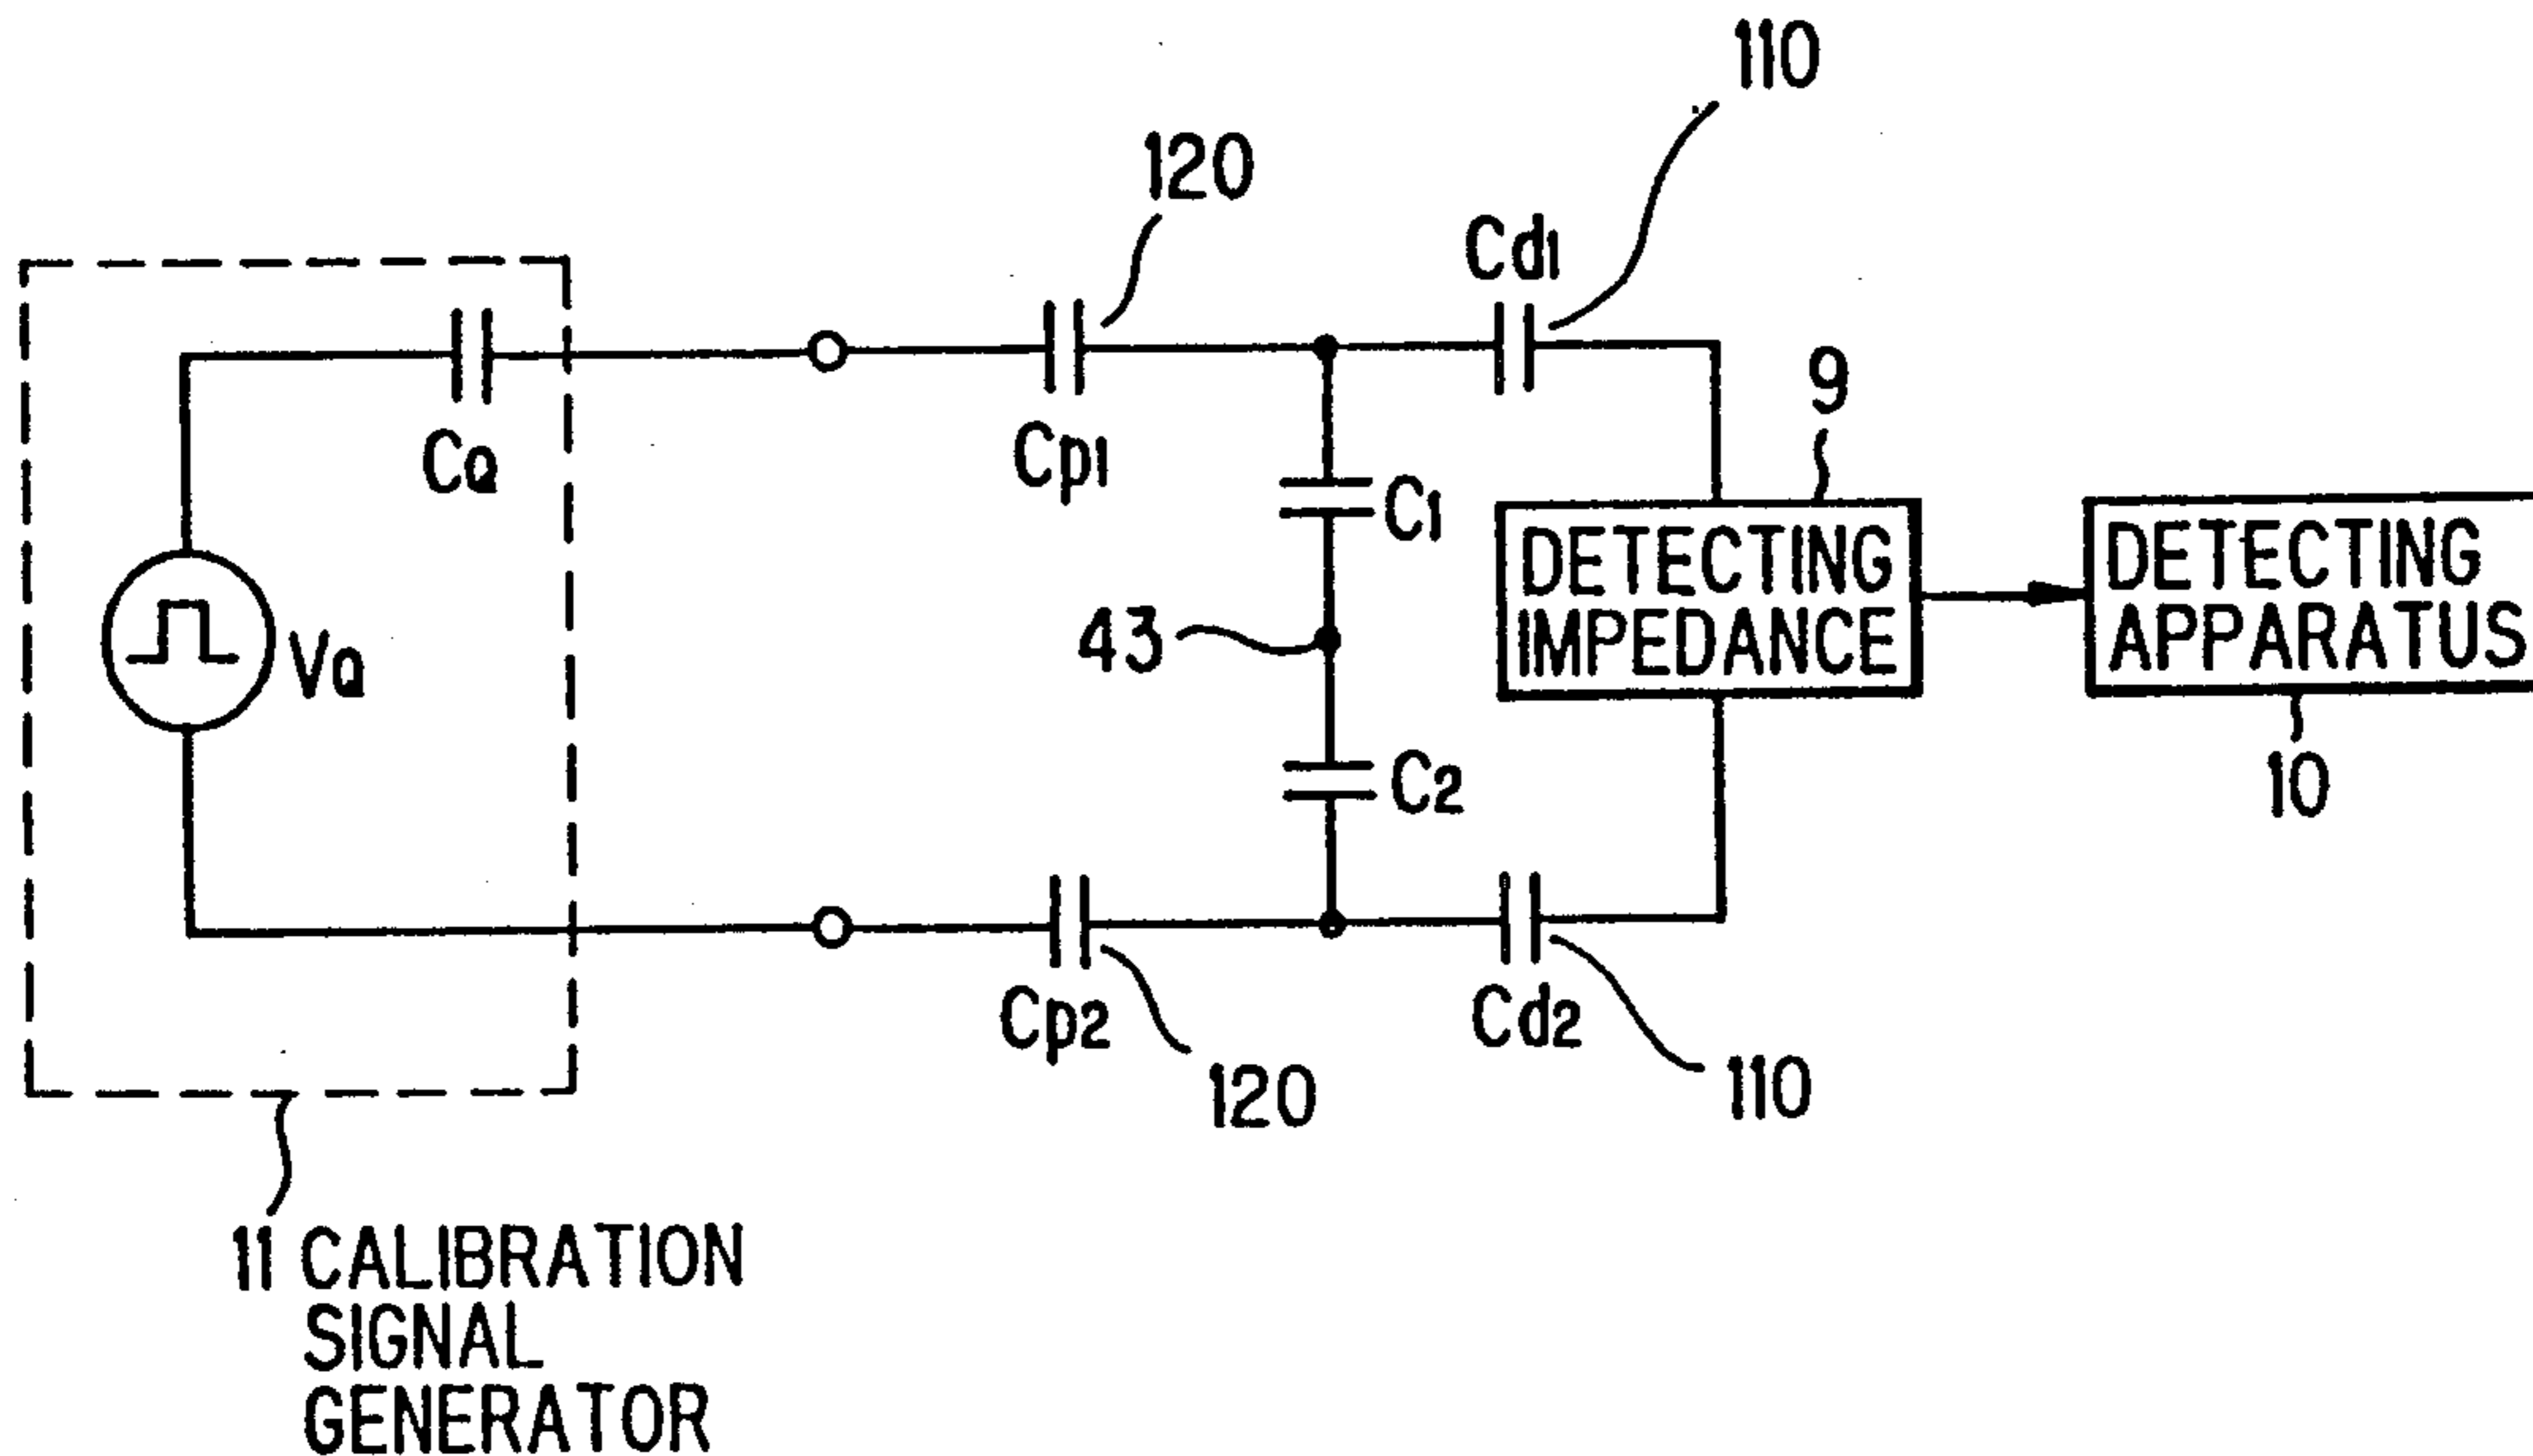 110
120
Cd1
9
CQ
Cp1
C1
DETECTING
IMPEDANCE
DETECTING
APPARATUS
43
VQ
C2
10
Cp2
Cd2
120
110
11 CALIBRATION
SIGNAL
GENERATOR